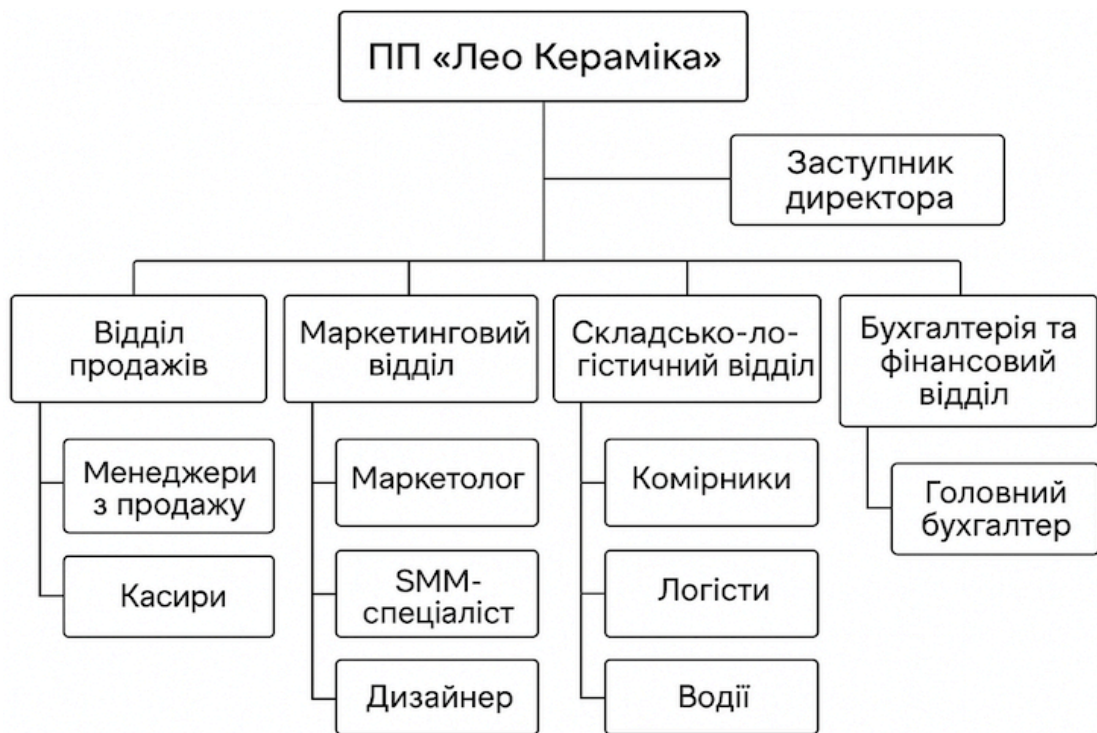 ПП «Лео Кераміка»
Заступник
директора
Відділ
продажів
Маркетинговий
відділ
Складсько-ло-
гістичний відділ
Бухгалтерія та
фінансовий
відділ
Менеджери
з продажу
Касири
Маркетолог
SMM-
спеціаліст
Дизайнер
Комірники
Логісти
Водії
Головний
бухгалтер